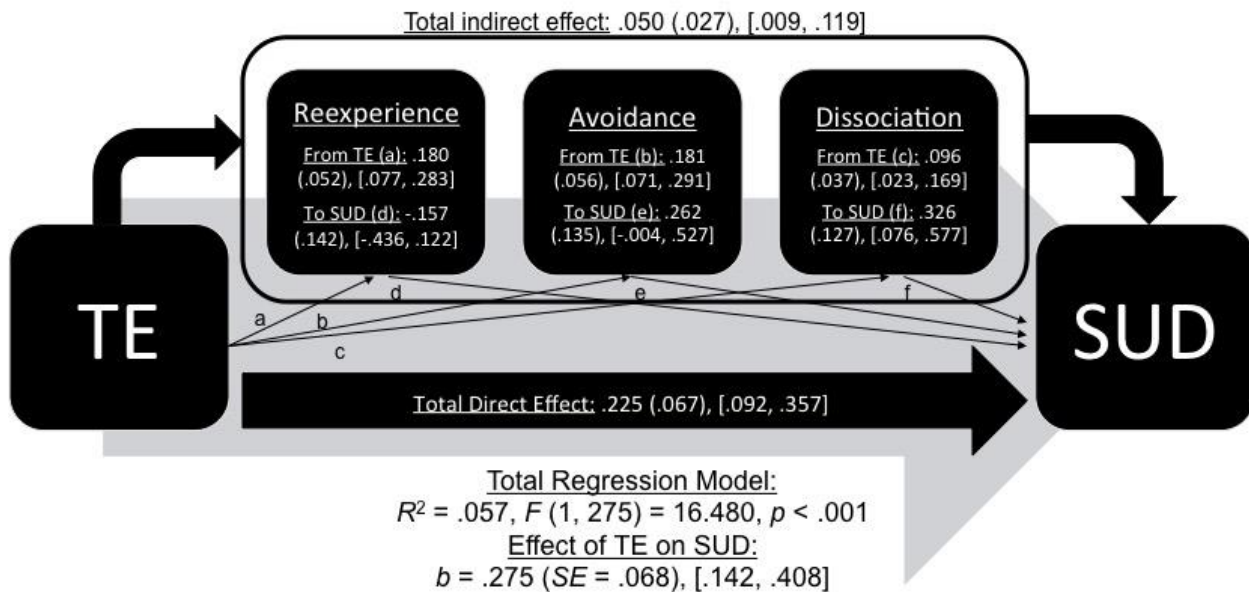 Total indirect effect: .050 (.027), [.009, .119]
Reexperience
From TE (a): .180
(.052), [.077, .283]
To SUD (d): -.157
(.142), [-.436, .122]
Avoidance
From TE (b): .181
(.056), [.071, .291]
To SUD (e): .262
(.135), [-.004, .527]
Dissociation
From TE (c): .096
(.037), [.023, .169]
To SUD (f): .326
(.127), [.076, .577]
TE
a
b
c
d
e
f
SUD
Total Direct Effect: .225 (.067), [.092, .357]
Total Regression Model:
R² = .057, F (1, 275) = 16.480, p < .001
Effect of TE on SUD:
b = .275 (SE = .068), [.142, .408]